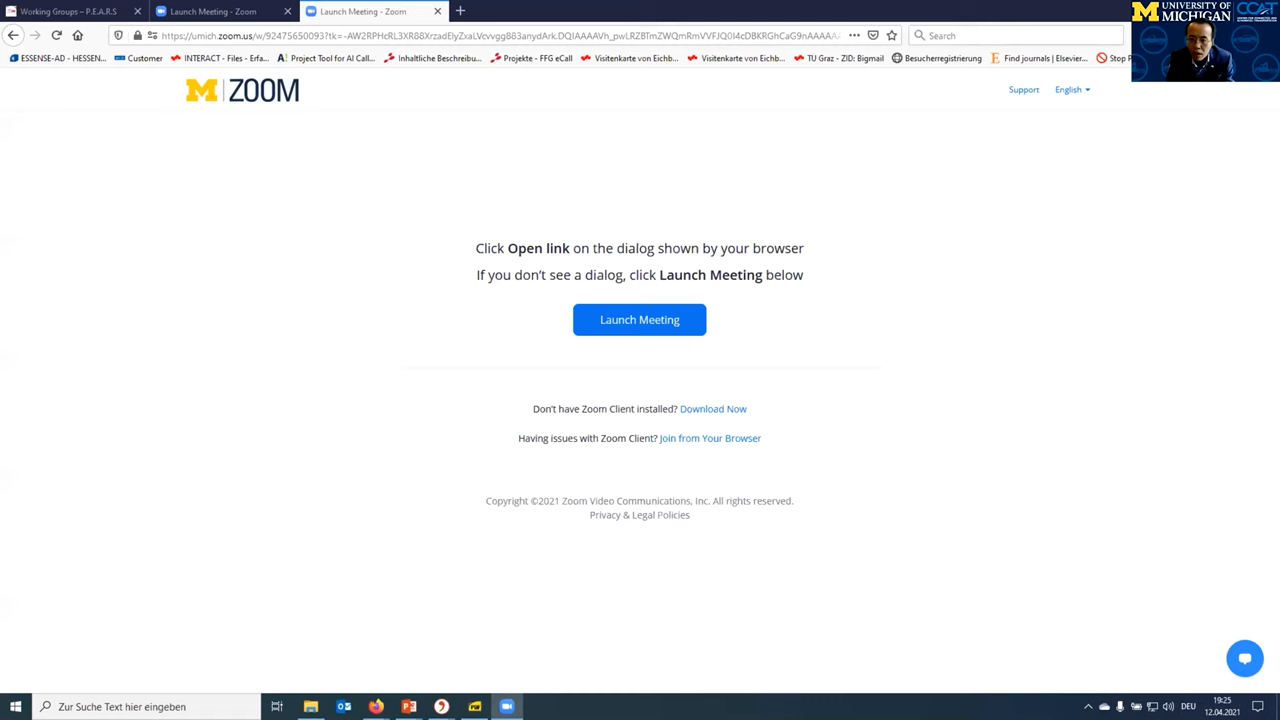 Working Groups – P.E.A.R.S
Launch Meeting - Zoom
Launch Meeting - Zoom
UNIVERSITY OF MICHIGAN
CCAT
Search
ESSENSE-AD - HESSEN...
Customer
INTERACT - Files - Erfa...
Project Tool for AI Call...
Inhaltliche Beschreibu...
Projekte - FFG eCall
Visitenkarte von Eichb...
Visitenkarte von Eichb...
TU Graz - ZID: Bigmail
Besucherregistrierung
Find journals | Elsevier...
Stop P
M | ZOOM
Support
English
Click Open link on the dialog shown by your browser
If you don't see a dialog, click Launch Meeting below
Launch Meeting
Don't have Zoom Client installed? Download Now
Having issues with Zoom Client? Join from Your Browser
Copyright ©2021 Zoom Video Communications, Inc. All rights reserved.
Privacy & Legal Policies
Zur Suche Text hier eingeben
DEU
19:25
12.04.2021